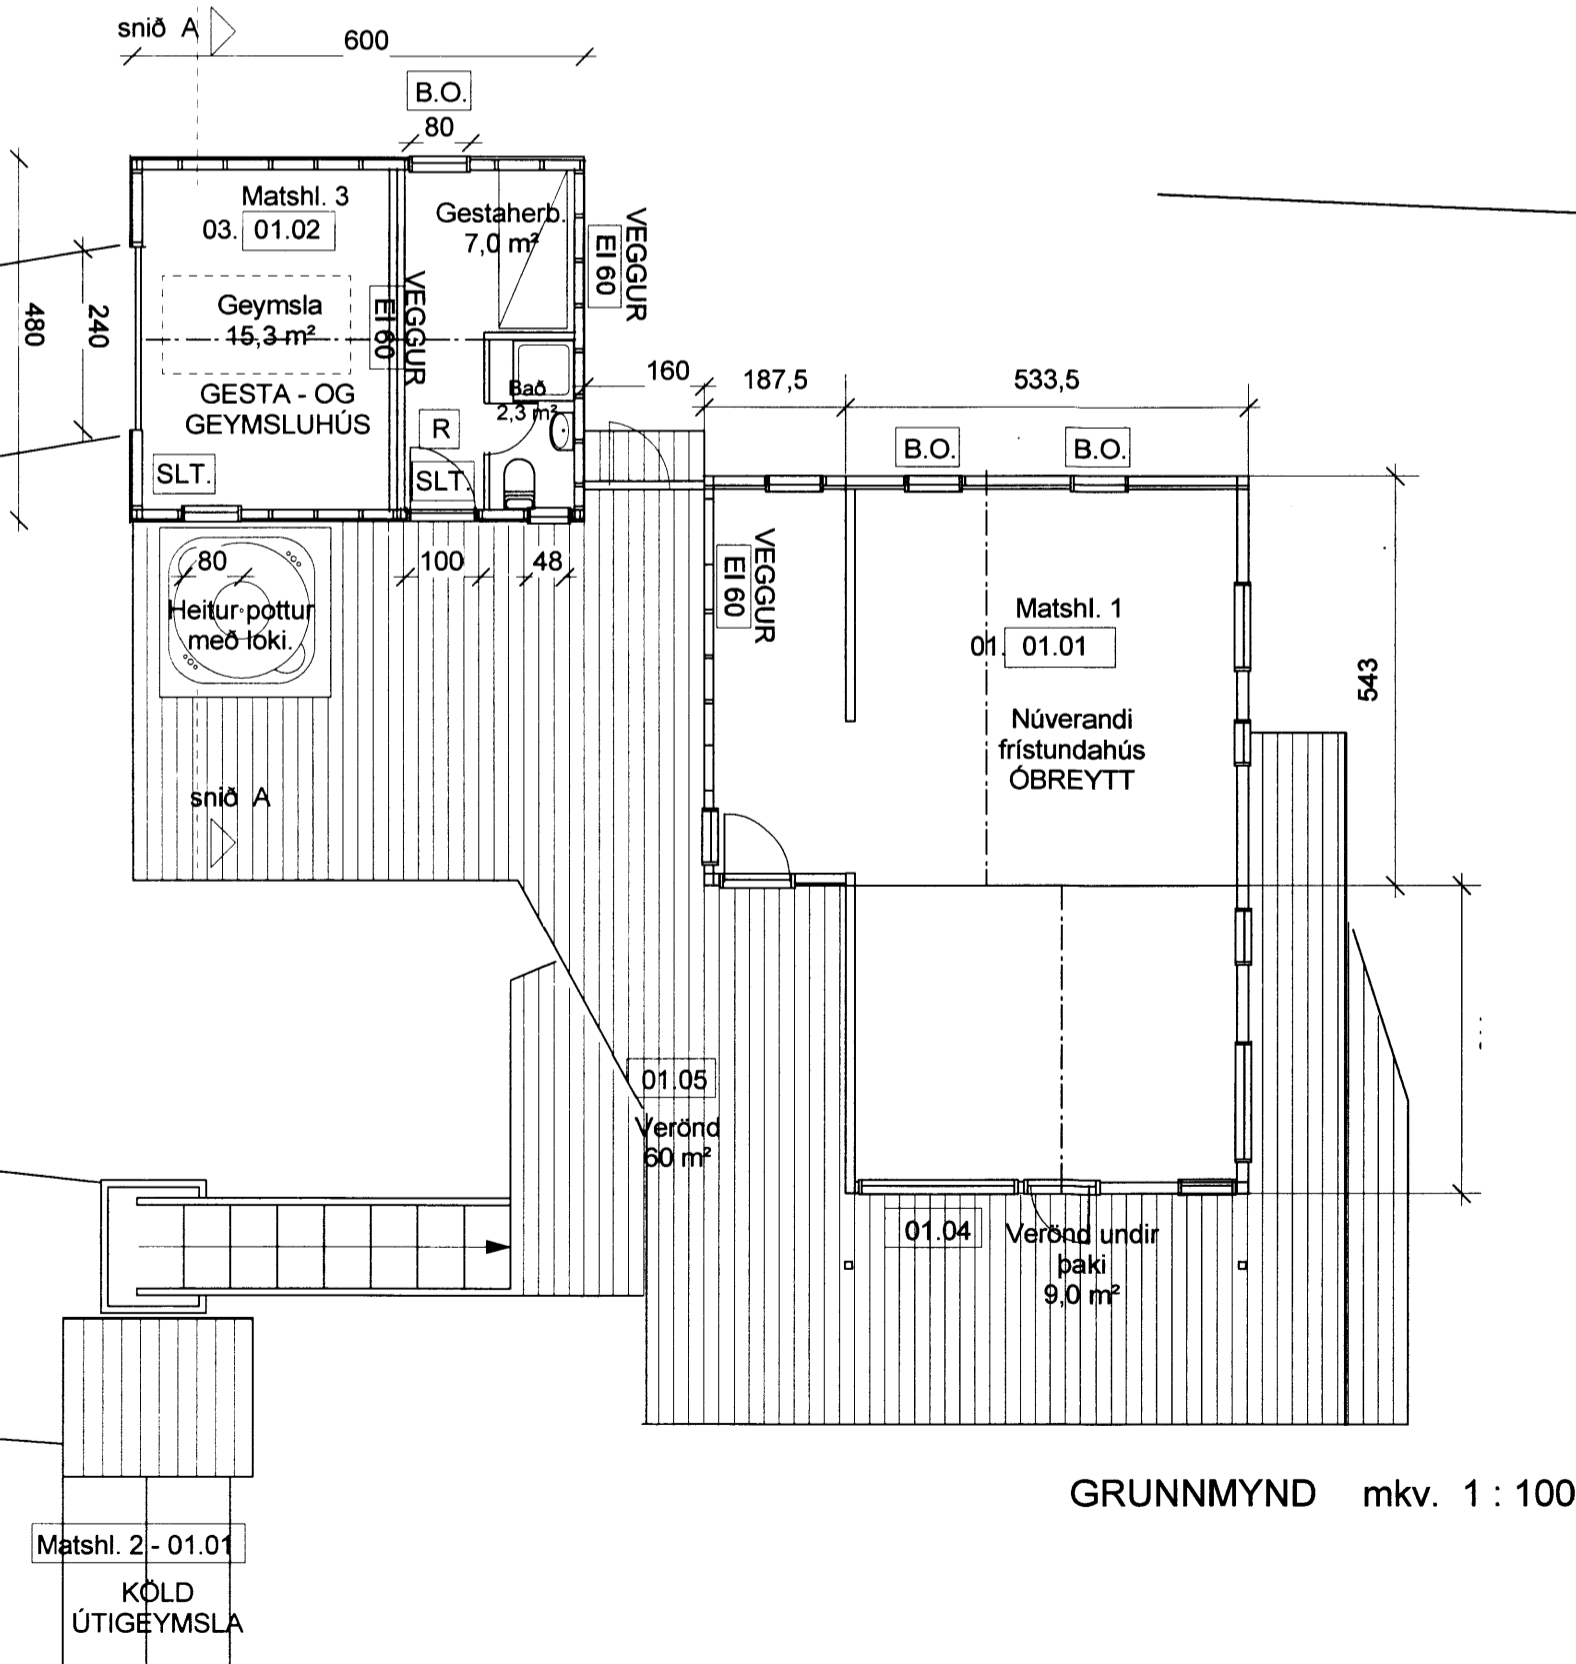 snið A
600
B.O.
80
Matshl. 3
03. 01.02
Gestaherb.
7,0 m²
VEGGUR
EI 60
480
240
Geymsla
15,3 m²
VEGGUR
EI 60
GESTA - OG
GEYMSLUHÚS
Bað
2,3 m²
R
SLT.
SLT.
160
187,5
533,5
B.O.
B.O.
80
100
48
Heitur pottur
með loki.
VEGGUR
EI 60
Matshl. 1
01. 01.01
543
Núverandi
frístundahús
ÓBREYTT
snið A
01.05
Verönd
60 m²
01.04
Verönd undir
þaki
9,0 m²
GRUNNMYND mkv. 1 : 100
Matshl. 2 - 01.01
KÖLD
ÚTIGEYMSLA